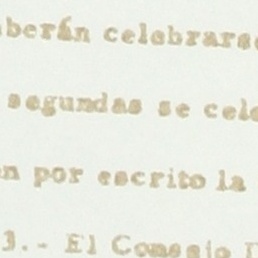 berán celebrarse
segundas se cele
n por escrito la
3.- El Consejo D